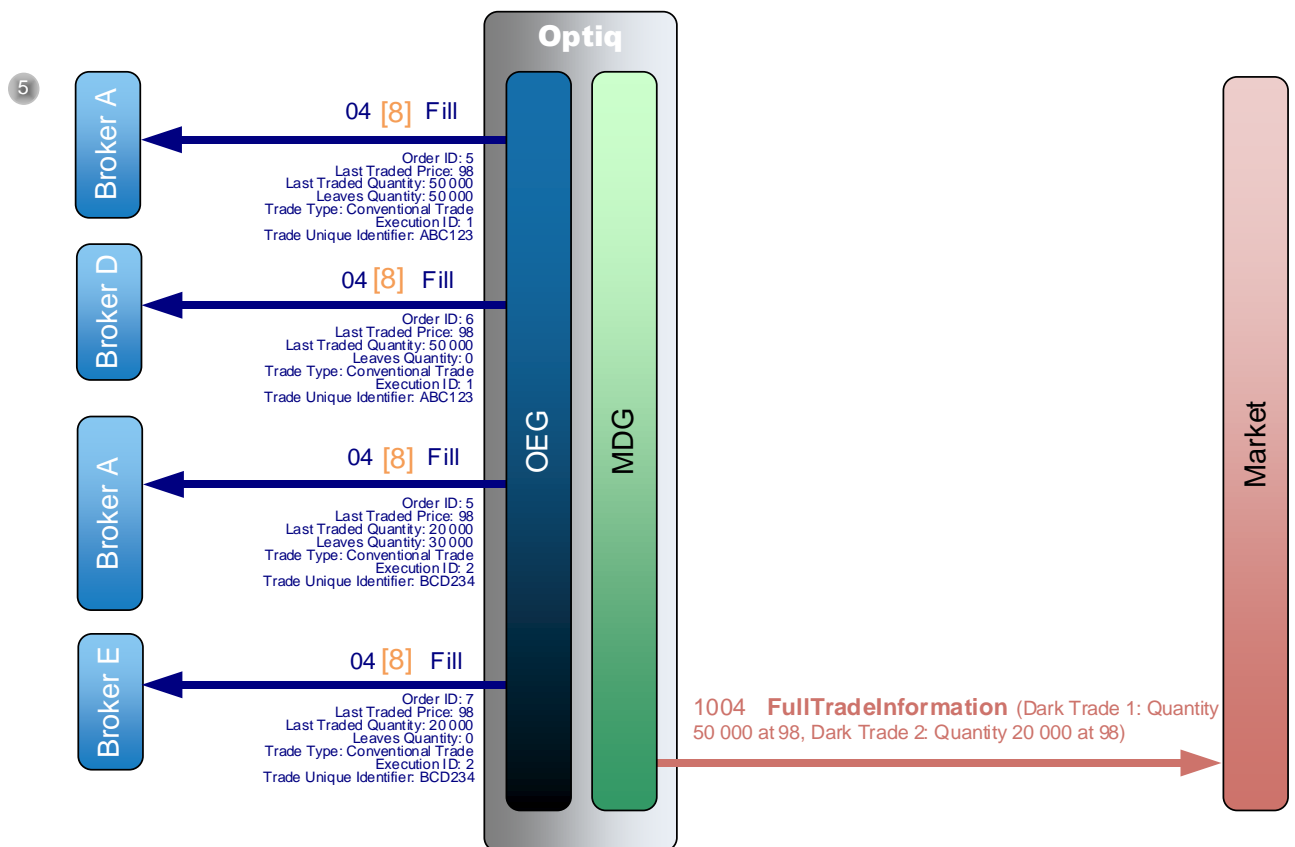 Optiq
5
Broker A
04 [8] Fill
Order ID: 5
Last Traded Price: 98
Last Traded Quantity: 50 000
Leaves Quantity: 50 000
Trade Type: Conventional Trade
Execution ID: 1
Trade Unique Identifier: ABC123
Broker D
04 [8] Fill
Order ID: 6
Last Traded Price: 98
Last Traded Quantity: 50 000
Leaves Quantity: 0
Trade Type: Conventional Trade
Execution ID: 1
Trade Unique Identifier: ABC123
Broker A
04 [8] Fill
Order ID: 5
Last Traded Price: 98
Last Traded Quantity: 20 000
Leaves Quantity: 30 000
Trade Type: Conventional Trade
Execution ID: 2
Trade Unique Identifier: BCD234
Broker E
04 [8] Fill
Order ID: 7
Last Traded Price: 98
Last Traded Quantity: 20 000
Leaves Quantity: 0
Trade Type: Conventional Trade
Execution ID: 2
Trade Unique Identifier: BCD234
OEG
MDG
1004 FullTradeInformation (Dark Trade 1: Quantity
50 000 at 98, Dark Trade 2: Quantity 20 000 at 98)
Market